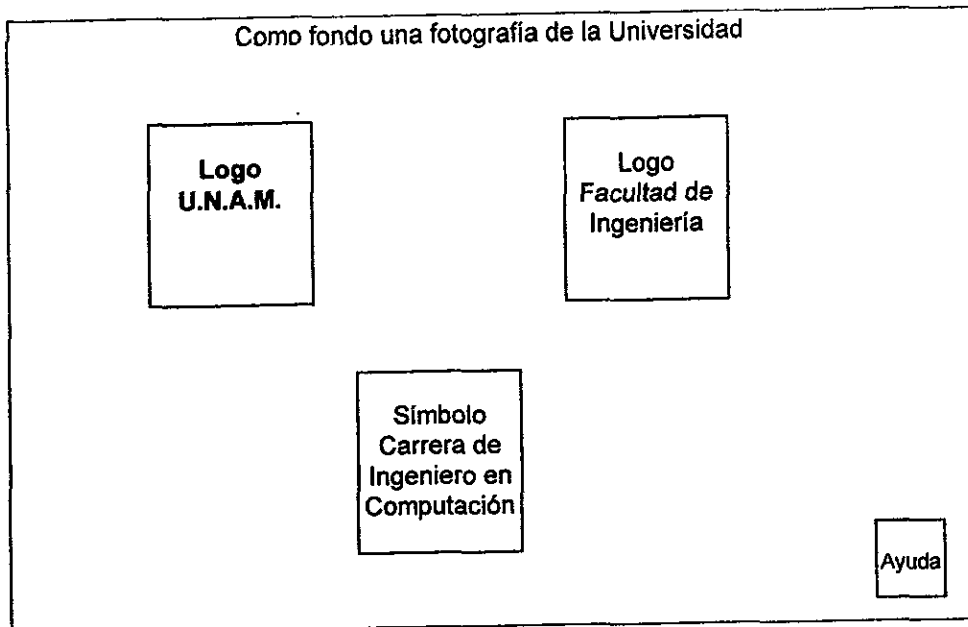 Como fondo una fotografía de la Universidad
Logo
U.N.A.M.
Logo
Facultad de
Ingeniería
Símbolo
Carrera de
Ingeniero en
Computación
Ayuda